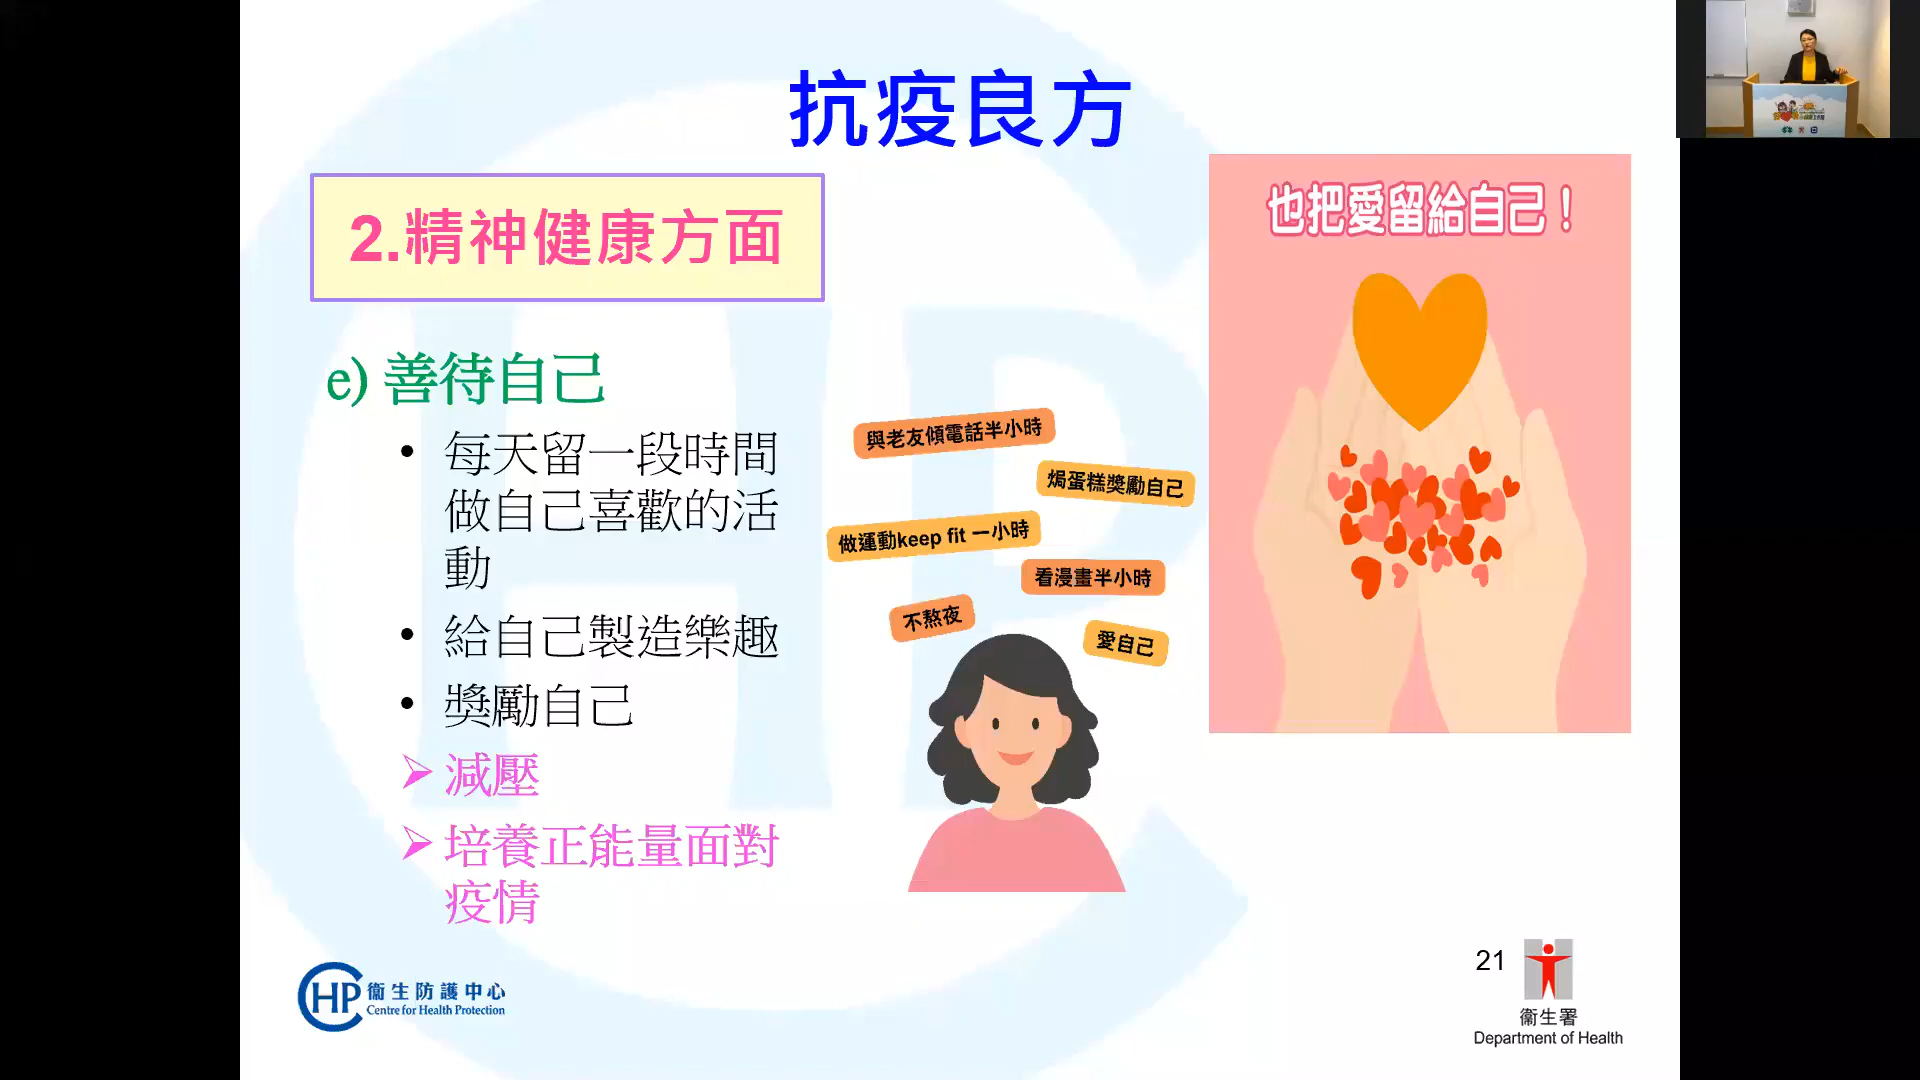 抗疫良方
2.精神健康方面
也把愛留給自己！
e) 善待自己
• 每天留一段時間
做自己喜歡的活
動
• 給自己製造樂趣
• 獎勵自己
➢ 減壓
➢ 培養正能量面對
疫情
與老友傾電話半小時
焗蛋糕獎勵自己
做運動keep fit 一小時
看漫畫半小時
不熬夜
愛自己
CHP 衞生防護中心
Centre for Health Protection
21
衞生署
Department of Health